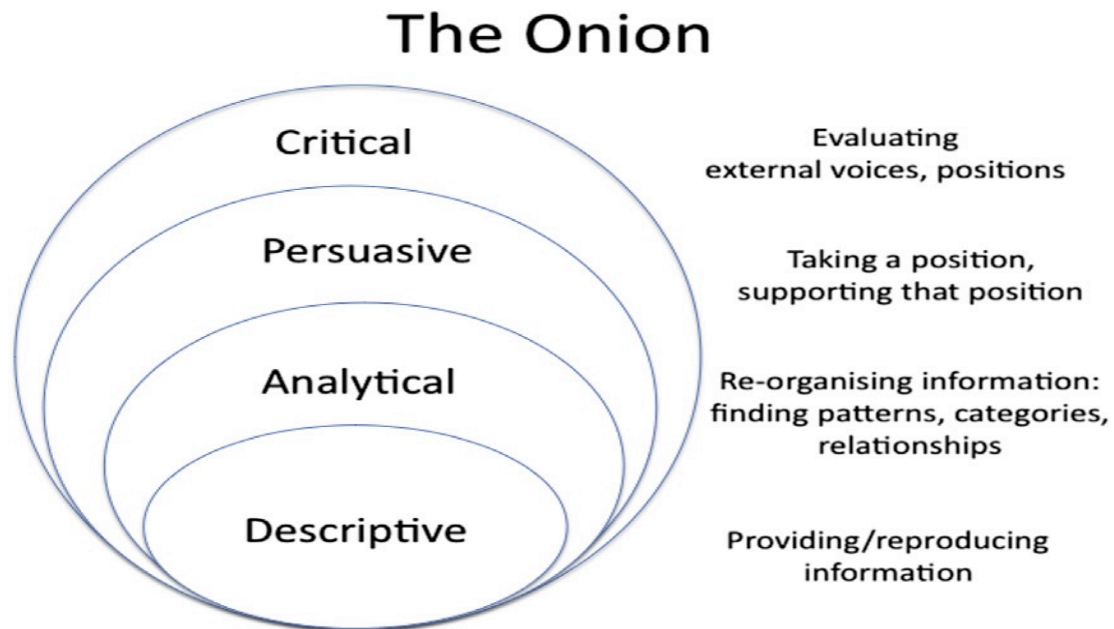 The Onion
Critical
Evaluating
external voices, positions
Persuasive
Taking a position,
supporting that position
Analytical
Re-organising information:
finding patterns, categories,
relationships
Descriptive
Providing/reproducing
information